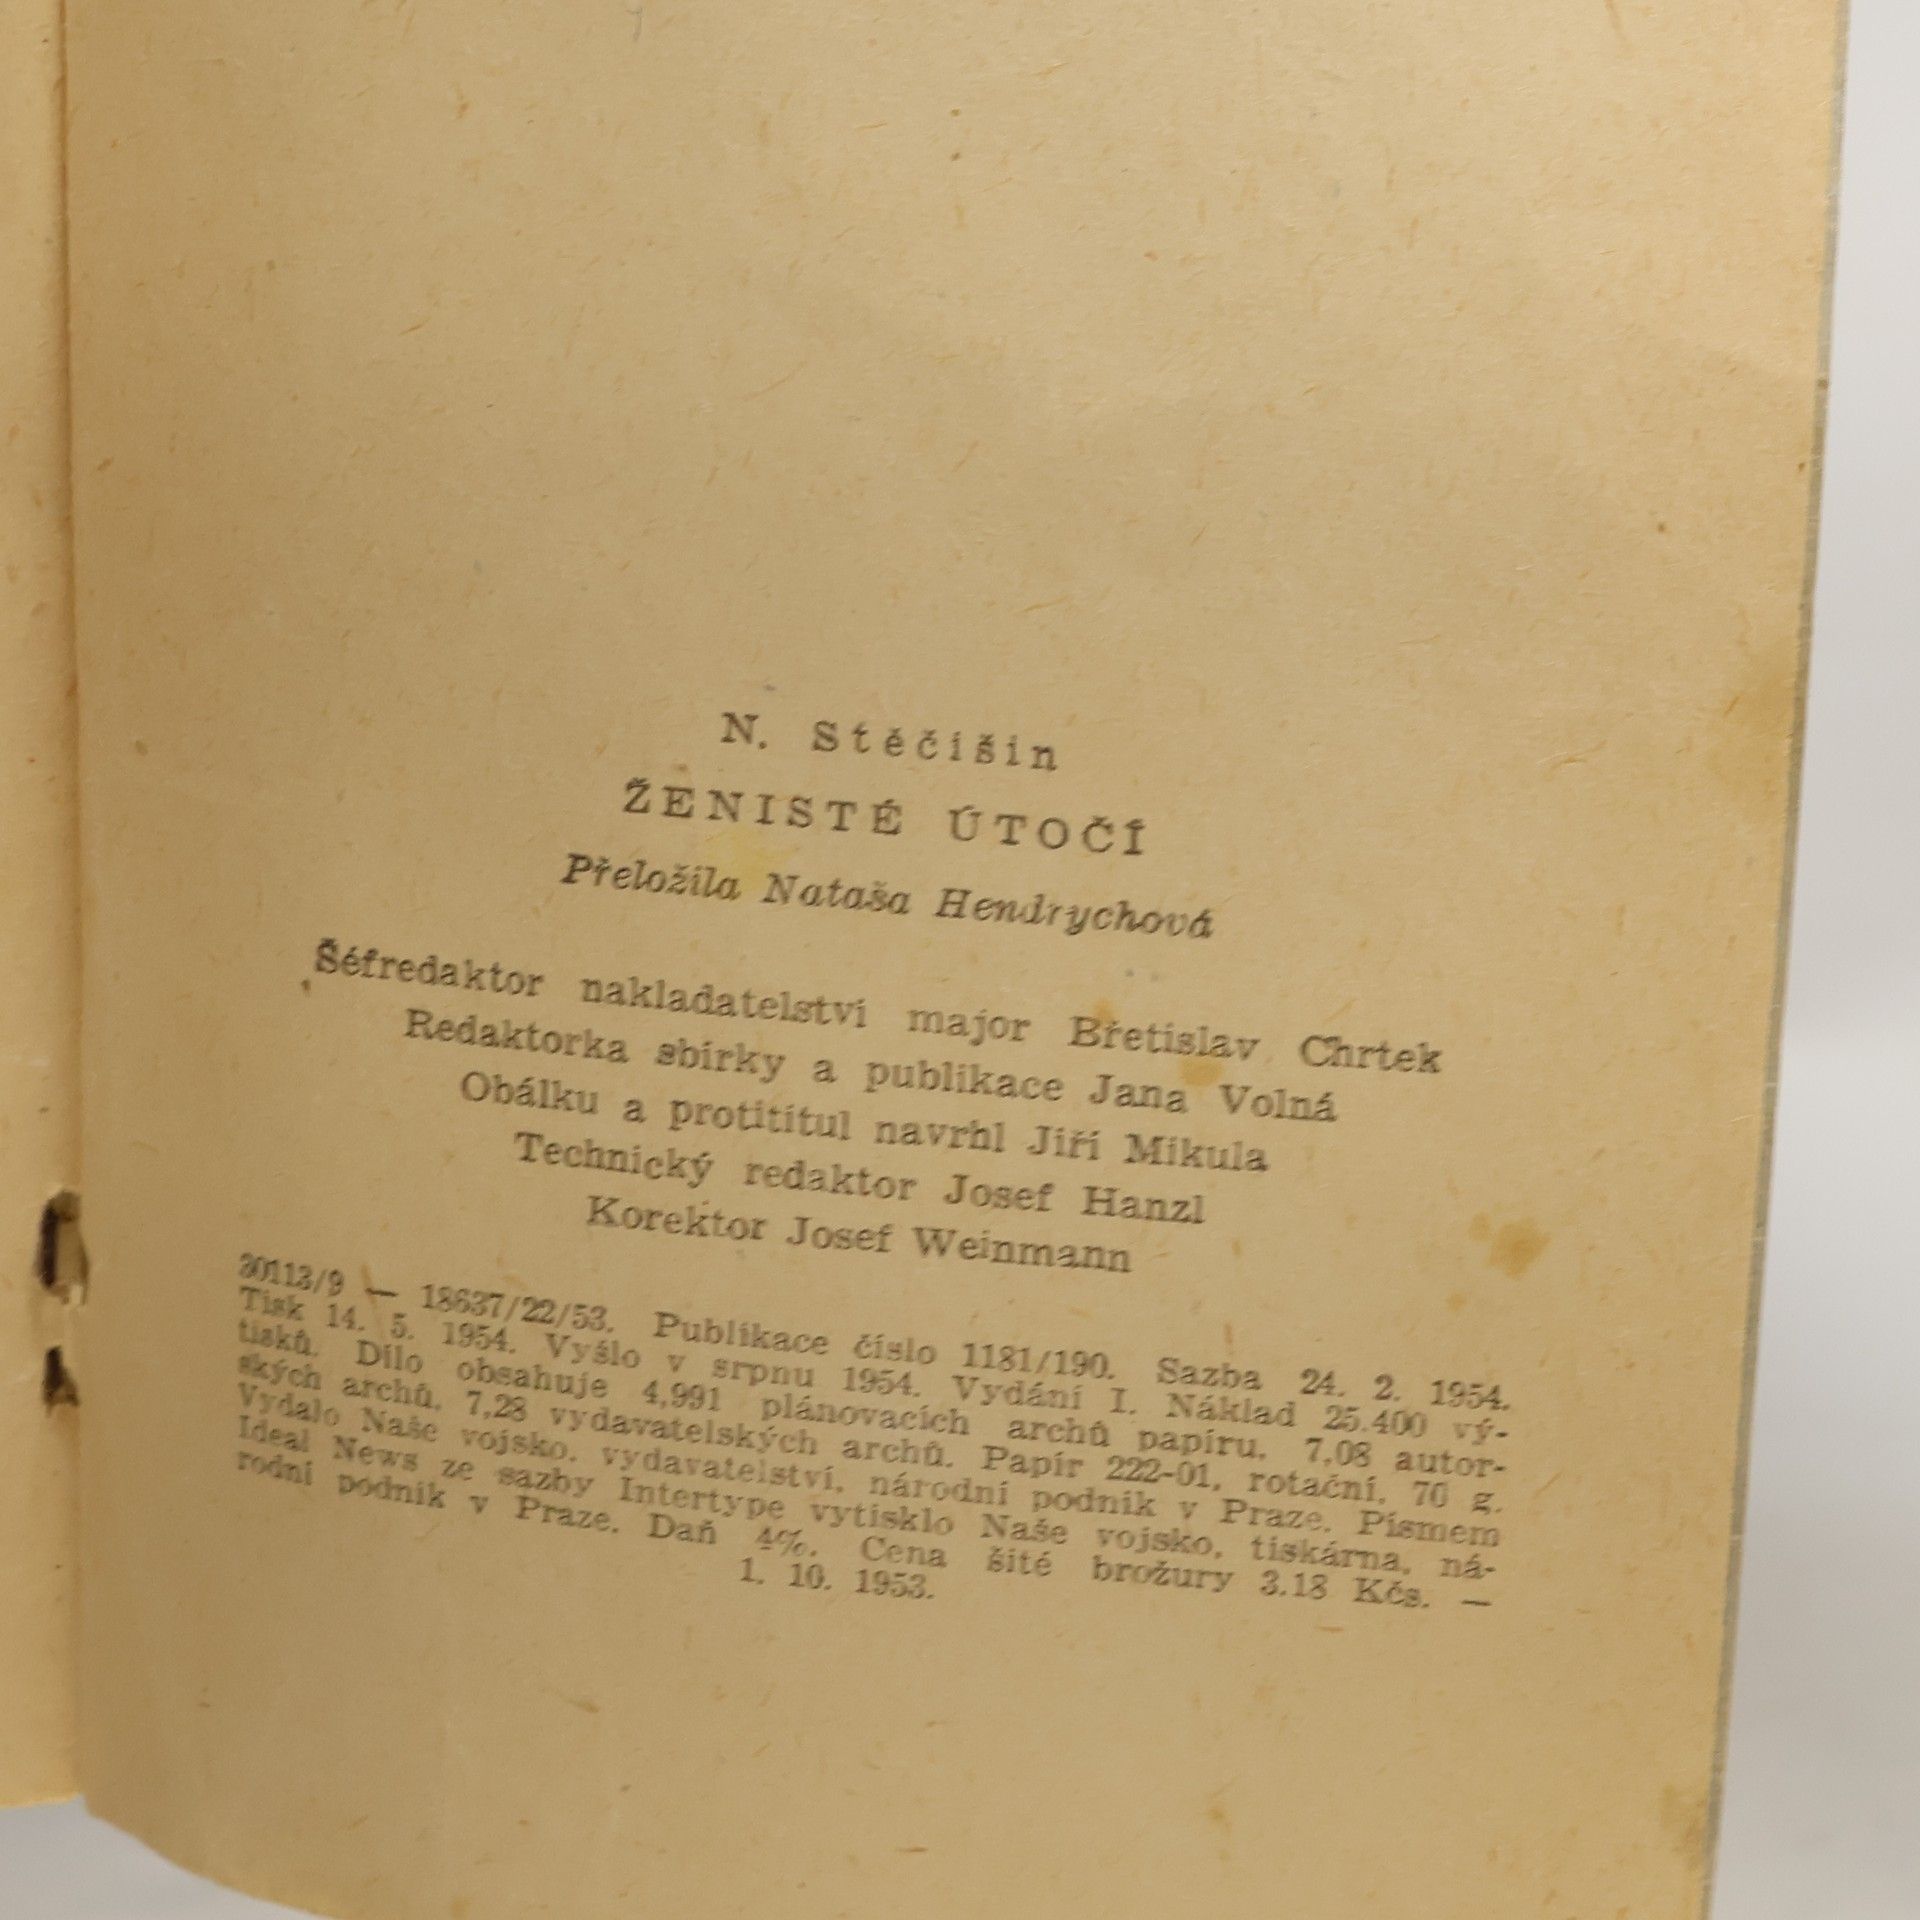 N. Stěčišin
ŽENISTÉ ÚTOČÍ
Přeložila Nataša Hendrychová
Šéfredaktor nakladatelství major Břetislav Chrtek
Redaktorka sbírky a publikace Jana Volná
Obálku a protititul navrhl Jiří Mikula
Technický redaktor Josef Hanzl
Korektor Josef Weinmann
30113/9 — 18637/22/53. Publikace číslo 1181/190. Sazba 24. 2. 1954.
Tisk 14. 5. 1954. Vyšlo v srpnu 1954. Vydání I. Náklad 25.400 vý-
tisků. Dílo obsahuje 4,991 plánovacích archů papíru, 7,08 autor-
ských archů, 7,28 vydavatelských archů. Papír 222-01, rotační, 70 g.
Vydalo Naše vojsko, vydavatelství, národní podnik v Praze. Písmem
Ideal News ze sazby Intertype vytisklo Naše vojsko, tiskárna, ná-
rodní podnik v Praze. Daň 4%. Cena šité brožury 3.18 Kčs. —
1. 10. 1953.